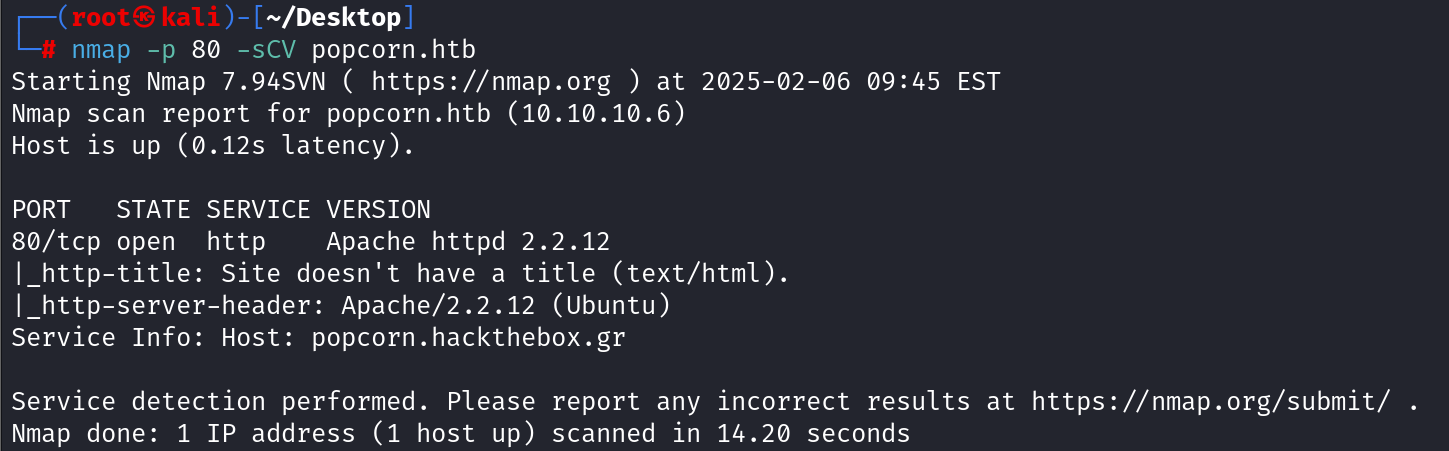 ┌──(root㉿kali)-[~/Desktop]
└─# nmap -p 80 -sCV popcorn.htb
Starting Nmap 7.94SVN ( https://nmap.org ) at 2025-02-06 09:45 EST
Nmap scan report for popcorn.htb (10.10.10.6)
Host is up (0.12s latency).

PORT   STATE SERVICE VERSION
80/tcp open  http    Apache httpd 2.2.12
|_http-title: Site doesn't have a title (text/html).
|_http-server-header: Apache/2.2.12 (Ubuntu)
Service Info: Host: popcorn.hackthebox.gr

Service detection performed. Please report any incorrect results at https://nmap.org/submit/ .
Nmap done: 1 IP address (1 host up) scanned in 14.20 seconds